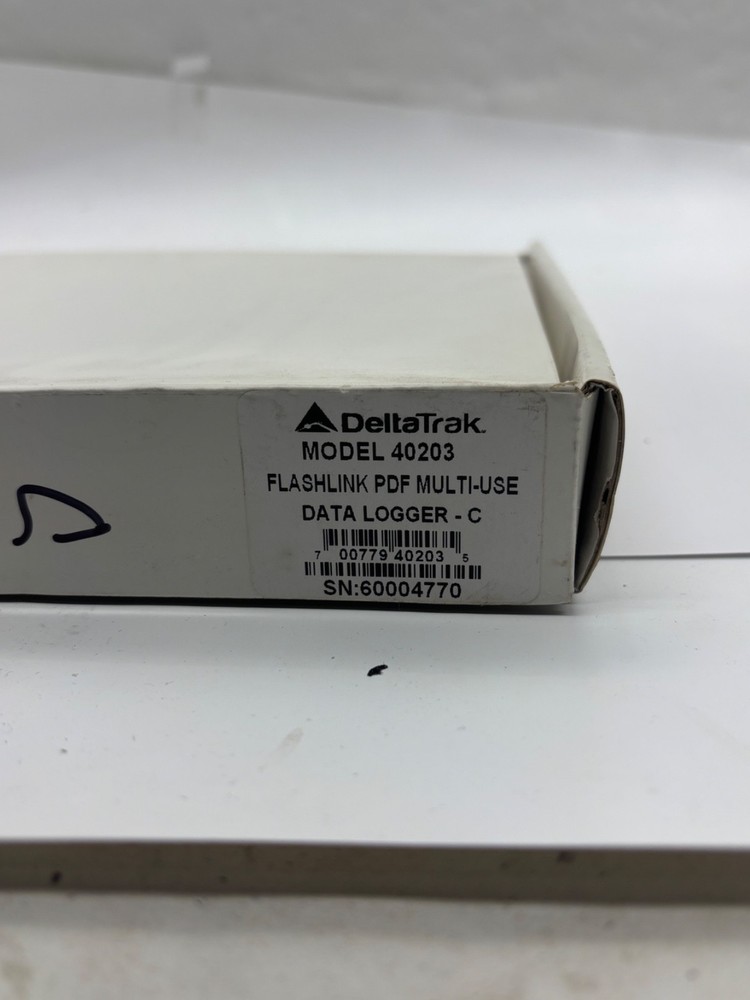 DeltaTrak
MODEL 40203
FLASHLINK PDF MULTI-USE
DATA LOGGER - C
7 00779 40203 5
SN:60004770